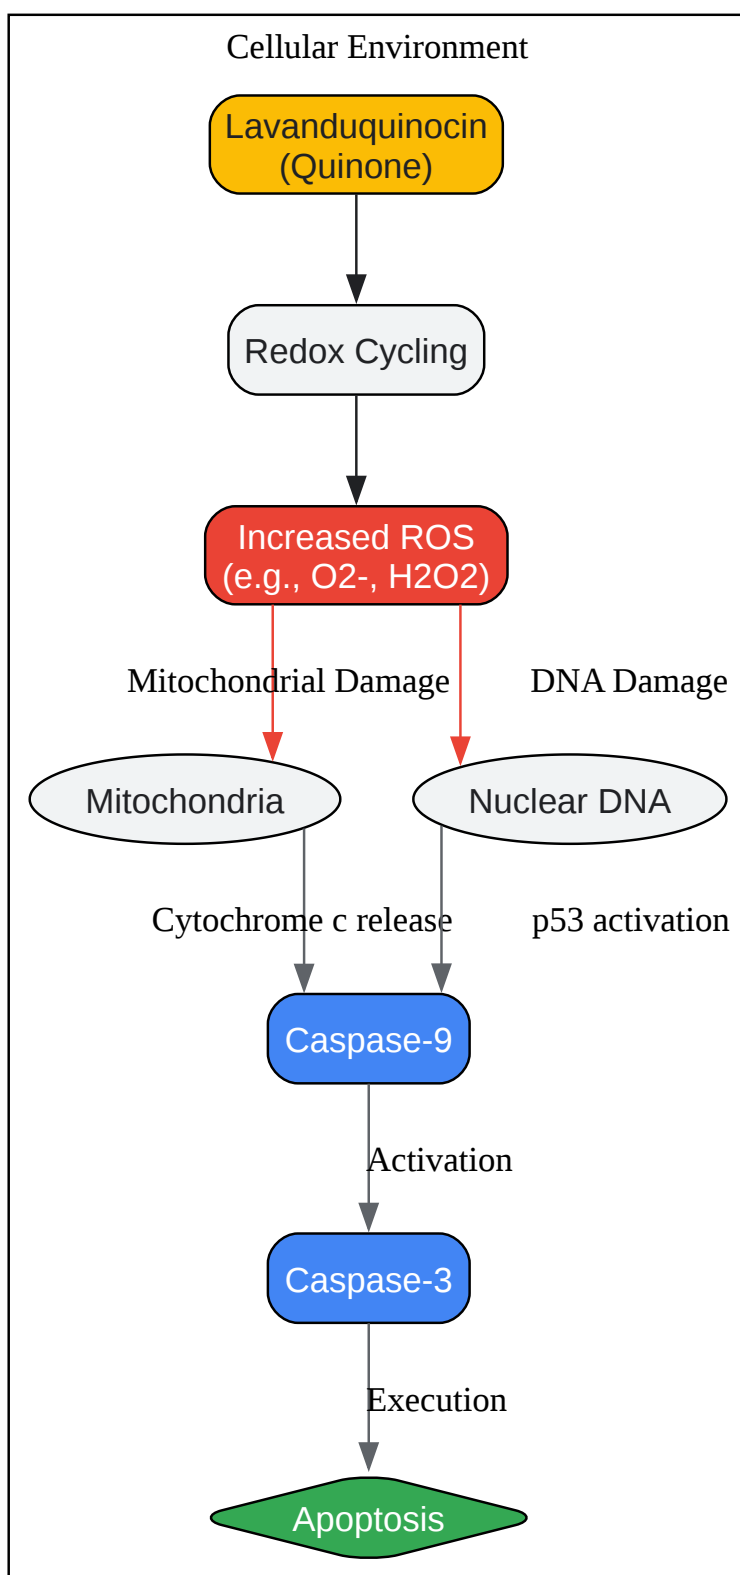 Cellular Environment
Lavanduquinocin
(Quinone)
Redox Cycling
Increased ROS
(e.g., O2-, H2O2)
Mitochondrial Damage
DNA Damage
Mitochondria
Nuclear DNA
Cytochrome c release
p53 activation
Caspase-9
Activation
Caspase-3
Execution
Apoptosis